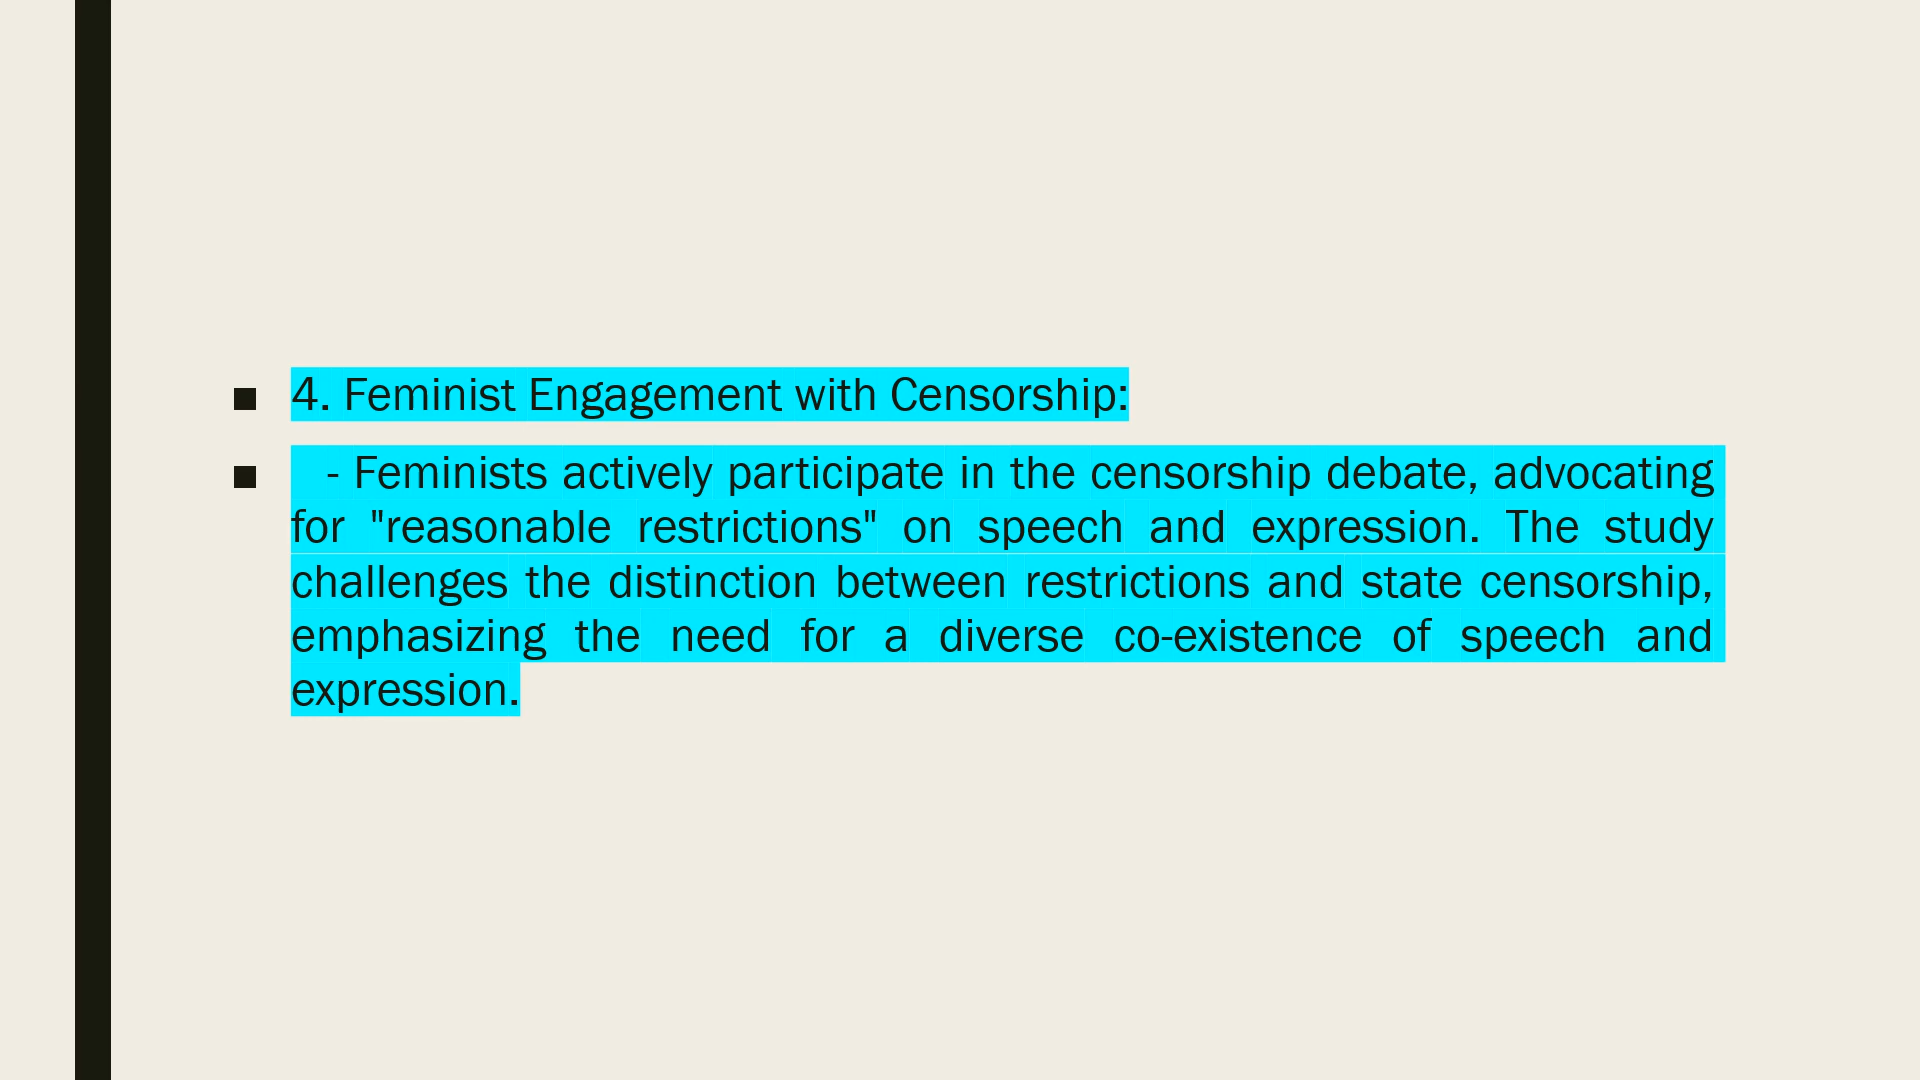 4. Feminist Engagement with Censorship:
- Feminists actively participate in the censorship debate, advocating
for "reasonable restrictions" on speech and expression. The study
challenges the distinction between restrictions and state censorship,
emphasizing the need for a diverse co-existence of speech and
expression.